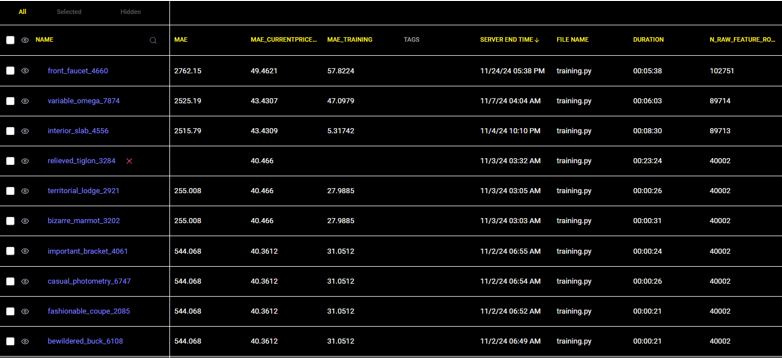 All Selected Hidden
NAME MAE MAE_CURRENTPRICE... MAE_TRAINING TAGS SERVER END TIME↓ FILE NAME DURATION N_RAW_FEATURE_RO...
front_faucet_4660 2762.15 49.4621 57.8224 11/24/24 05:38 PM training.py 00:05:38 102751
variable_omega_7874 2525.19 43.4307 47.0979 11/7/24 04:04 AM training.py 00:06:03 89714
interior_slab_4556 2515.79 43.4309 5.31742 11/4/24 10:10 PM training.py 00:08:30 89713
relieved_tiglon_3284 40.466 11/3/24 03:32 AM training.py 00:23:24 40002
territorial_lodge_2921 255.008 40.466 27.9885 11/3/24 03:05 AM training.py 00:00:26 40002
bizarre_marmot_3202 255.008 40.466 27.9885 11/3/24 03:03 AM training.py 00:00:31 40002
important_bracket_4061 544.068 40.3612 31.0512 11/2/24 06:55 AM training.py 00:00:24 40002
casual_photometry_6747 544.068 40.3612 31.0512 11/2/24 06:54 AM training.py 00:00:26 40002
fashionable_coupe_2085 544.068 40.3612 31.0512 11/2/24 06:52 AM training.py 00:00:21 40002
bewildered_buck_6108 544.068 40.3612 31.0512 11/2/24 06:49 AM training.py 00:00:21 40002